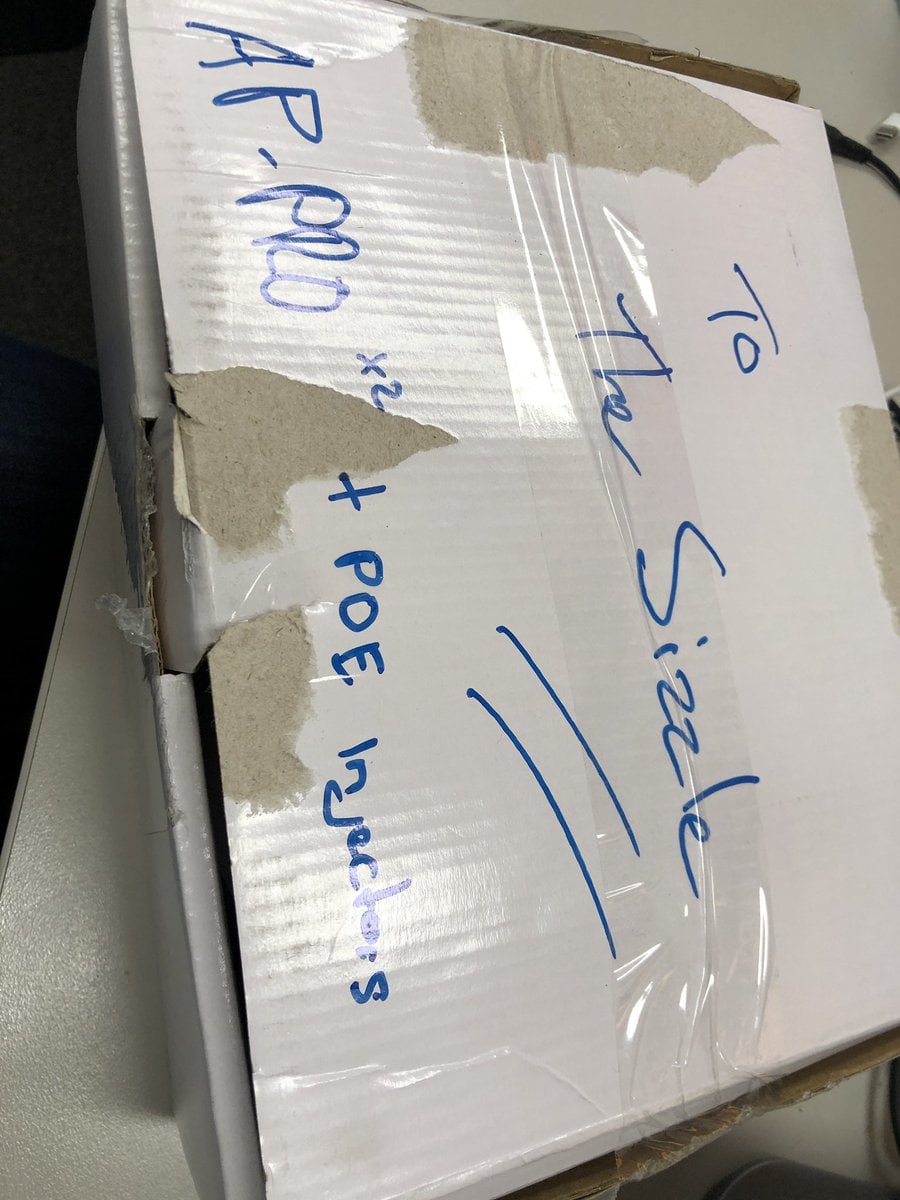 To
The Sizzle
AP. PRO x2 + POE Injectors